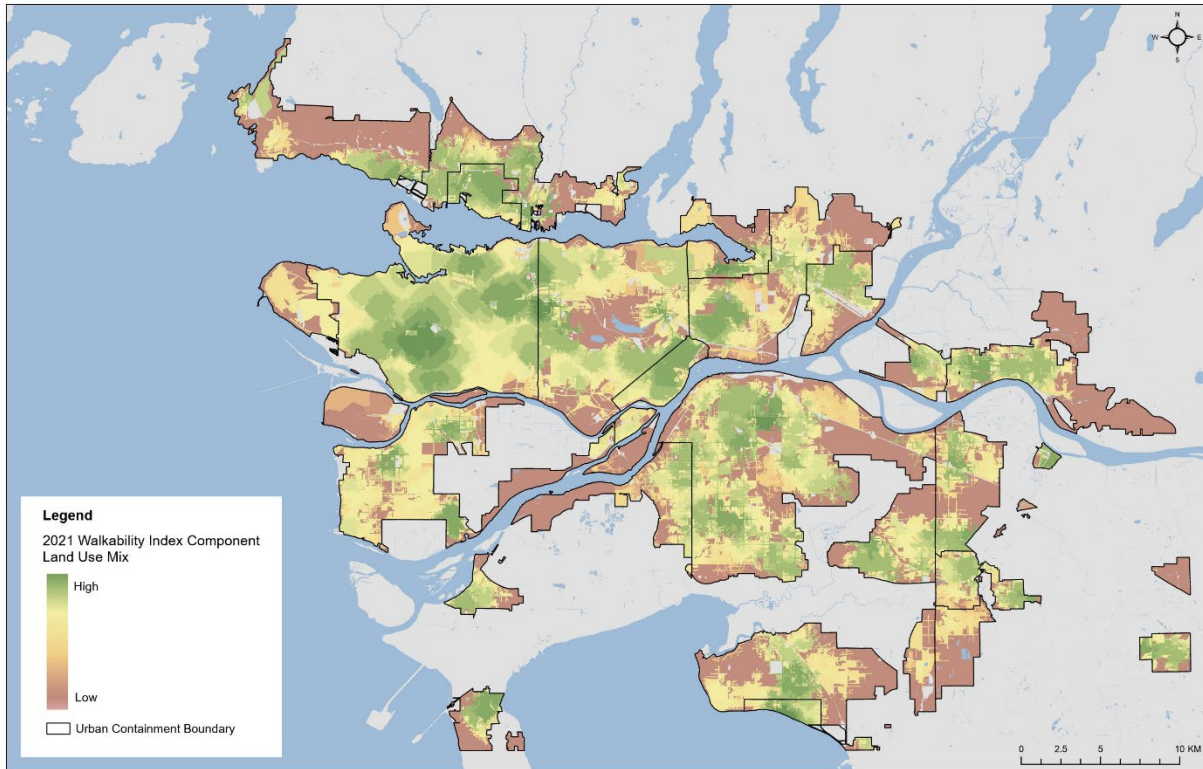 N
W E
S
Legend
2021 Walkability Index Component
Land Use Mix
High
Low
Urban Containment Boundary
0 2.5 5 10 KM